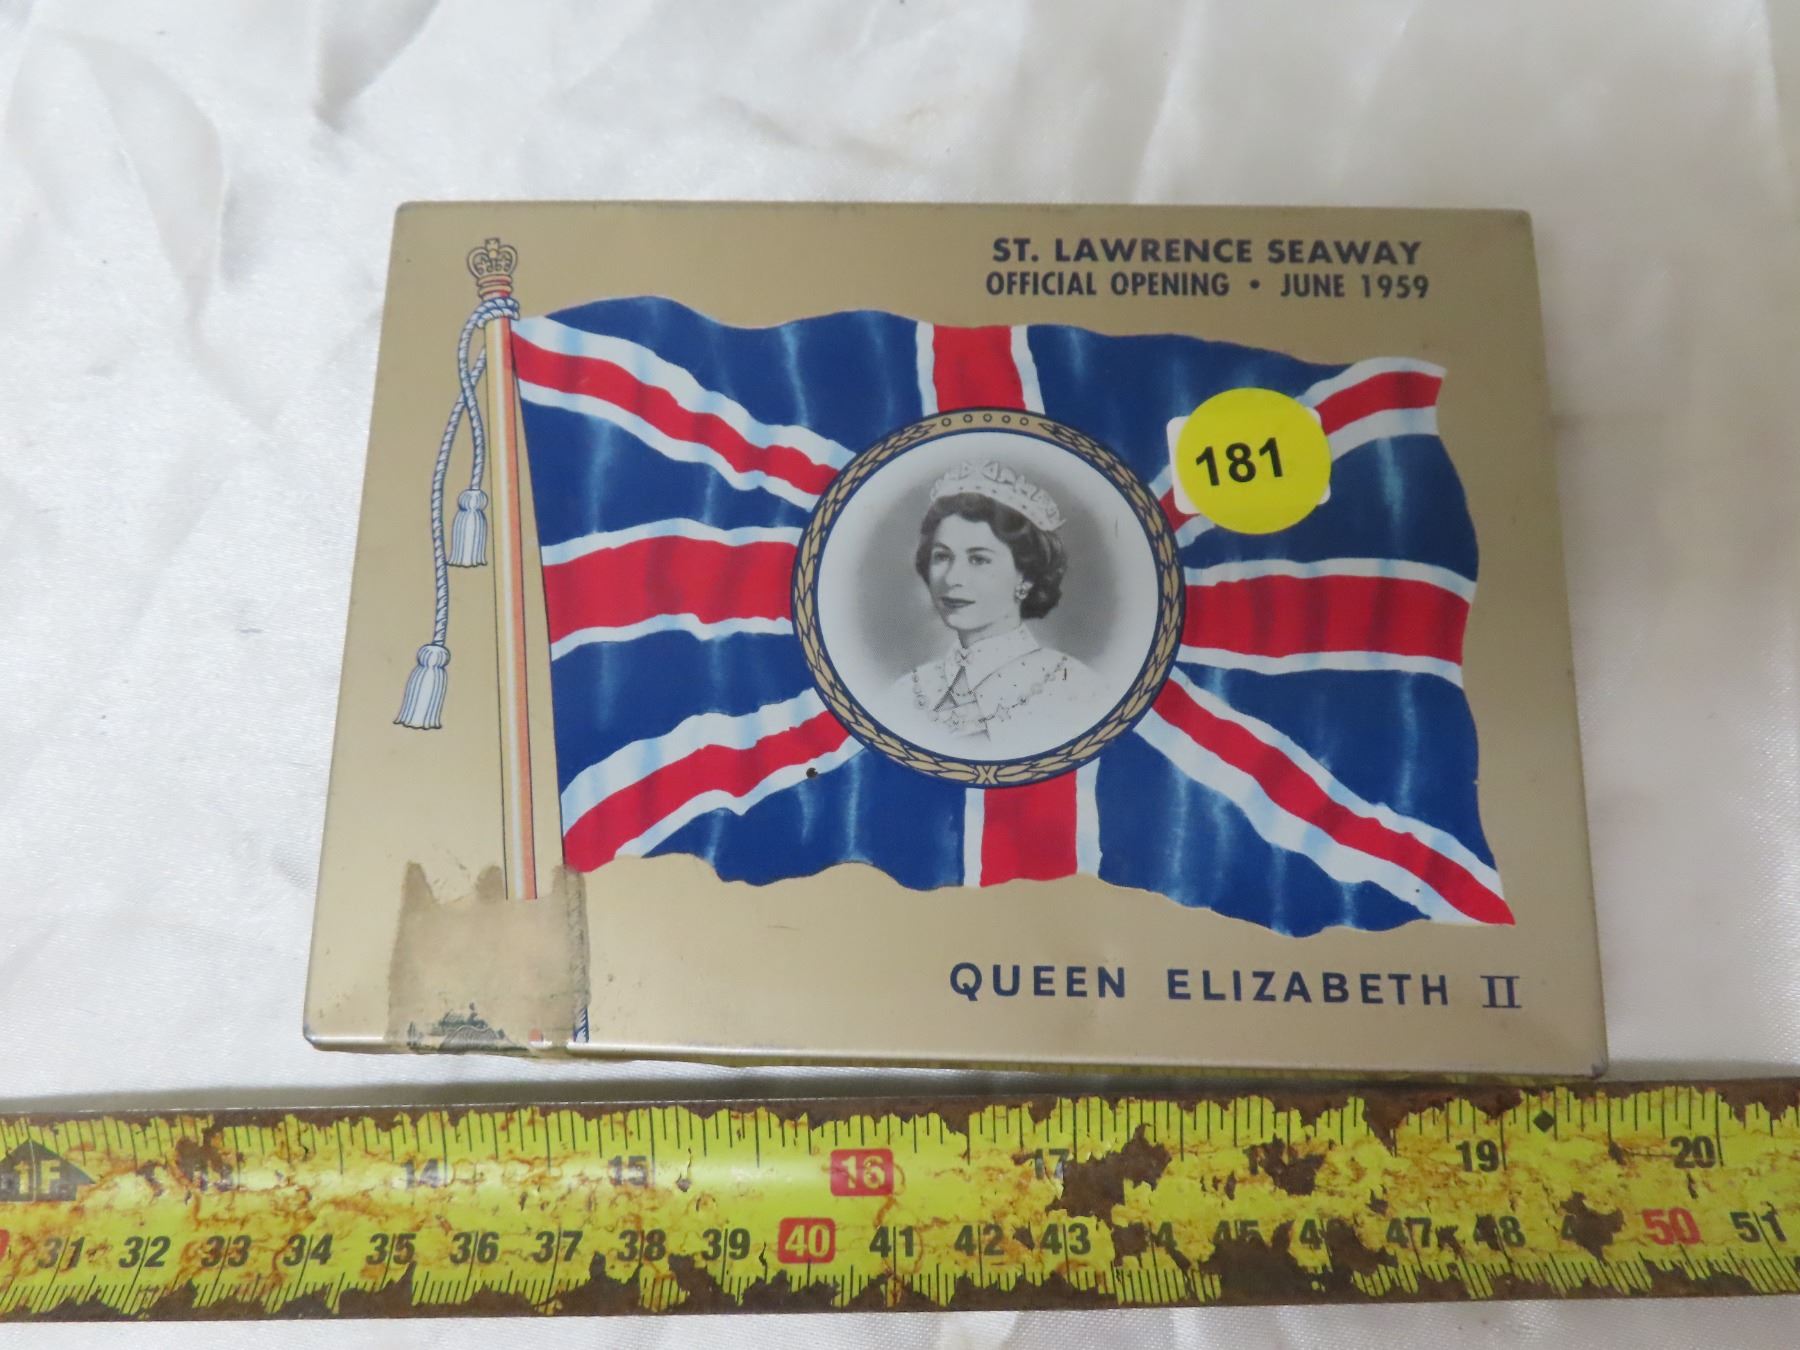 ST. LAWRENCE SEAWAY
OFFICIAL OPENING • JUNE 1959
181
QUEEN ELIZABETH II
1F 14 15 16 17 19 20
31 32 33 34 35 36 37 38 39 40 41 42 43 45 47 48 50 51